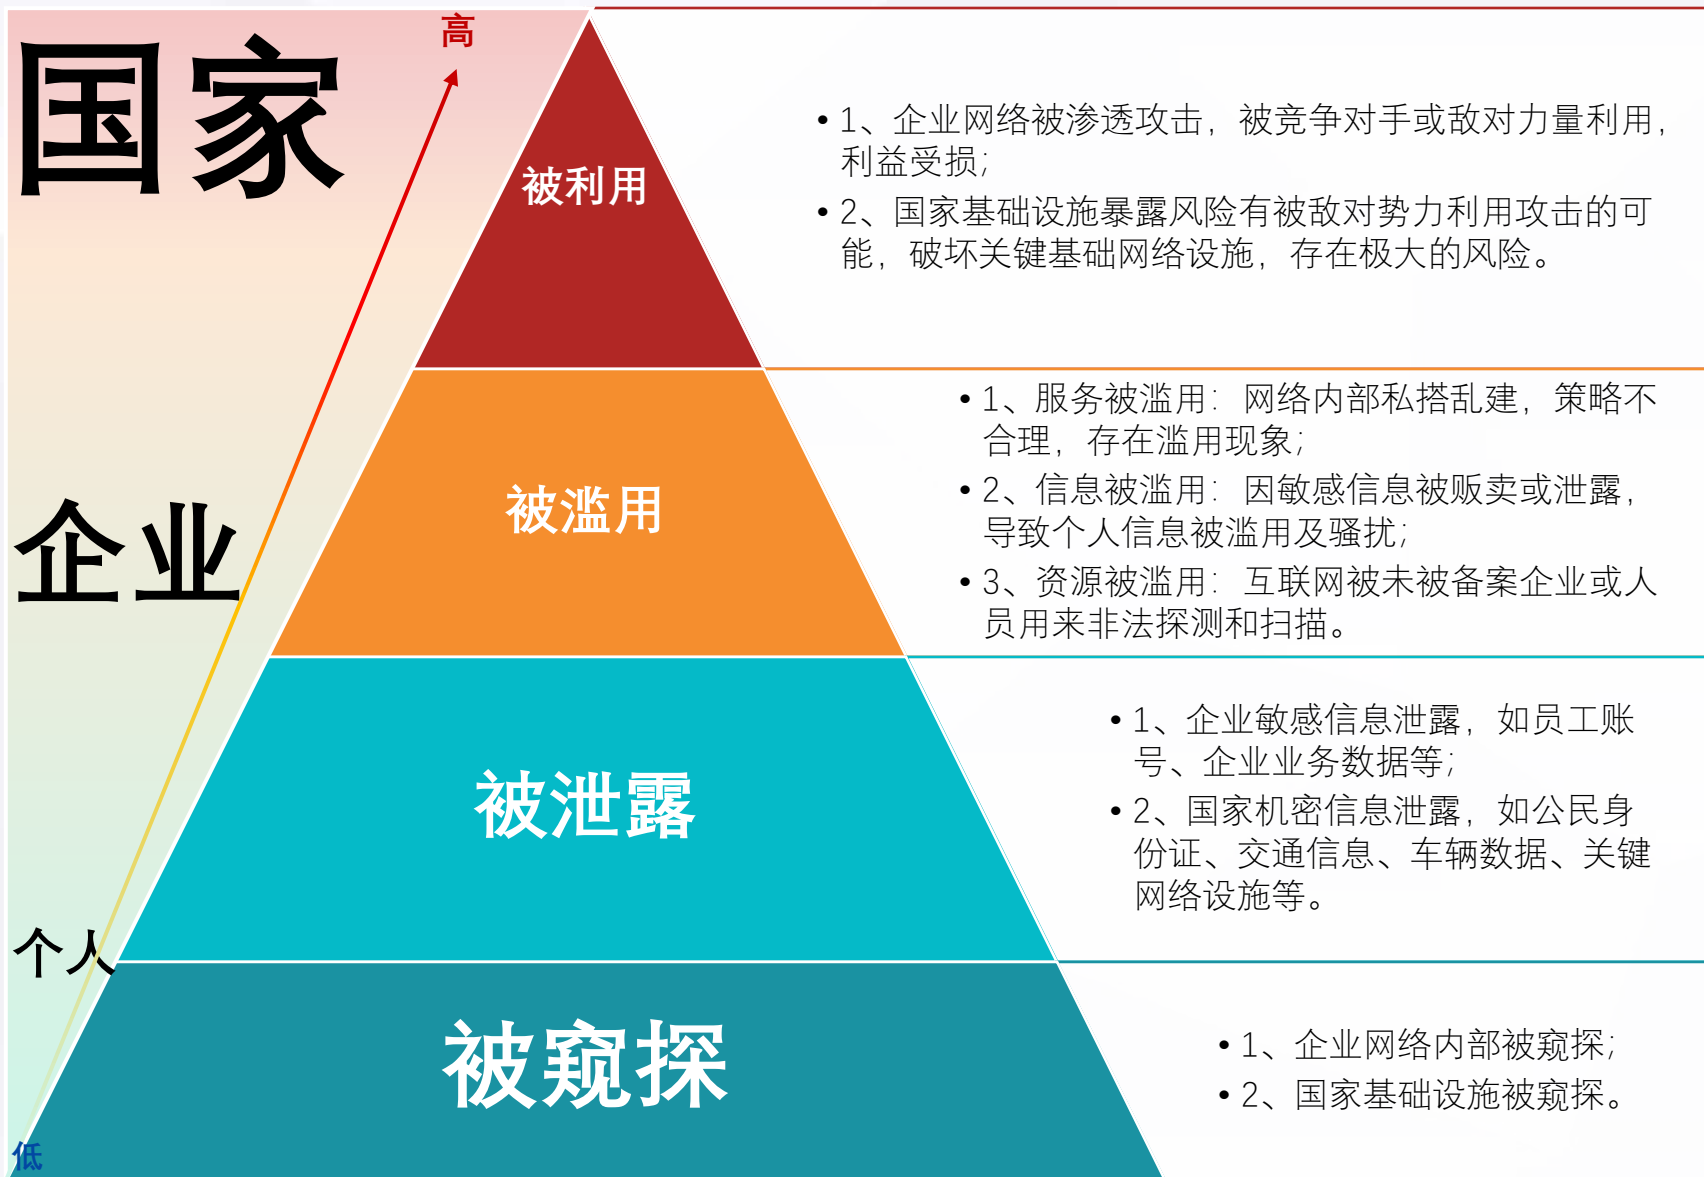 国家
高
被利用
• 1、企业网络被渗透攻击，被竞争对手或敌对力量利用，
利益受损；
• 2、国家基础设施暴露风险有被敌对势力利用攻击的可
能，破坏关键基础网络设施，存在极大的风险。
企业
被滥用
• 1、服务被滥用：网络内部私搭乱建，策略不
合理，存在滥用现象；
• 2、信息被滥用：因敏感信息被贩卖或泄露，
导致个人信息被滥用及骚扰；
• 3、资源被滥用：互联网被未被备案企业或人
员用来非法探测和扫描。
被泄露
• 1、企业敏感信息泄露，如员工账
号、企业业务数据等；
• 2、国家机密信息泄露，如公民身
份证、交通信息、车辆数据、关键
网络设施等。
个人
被窥探
• 1、企业网络内部被窥探；
• 2、国家基础设施被窥探。
低